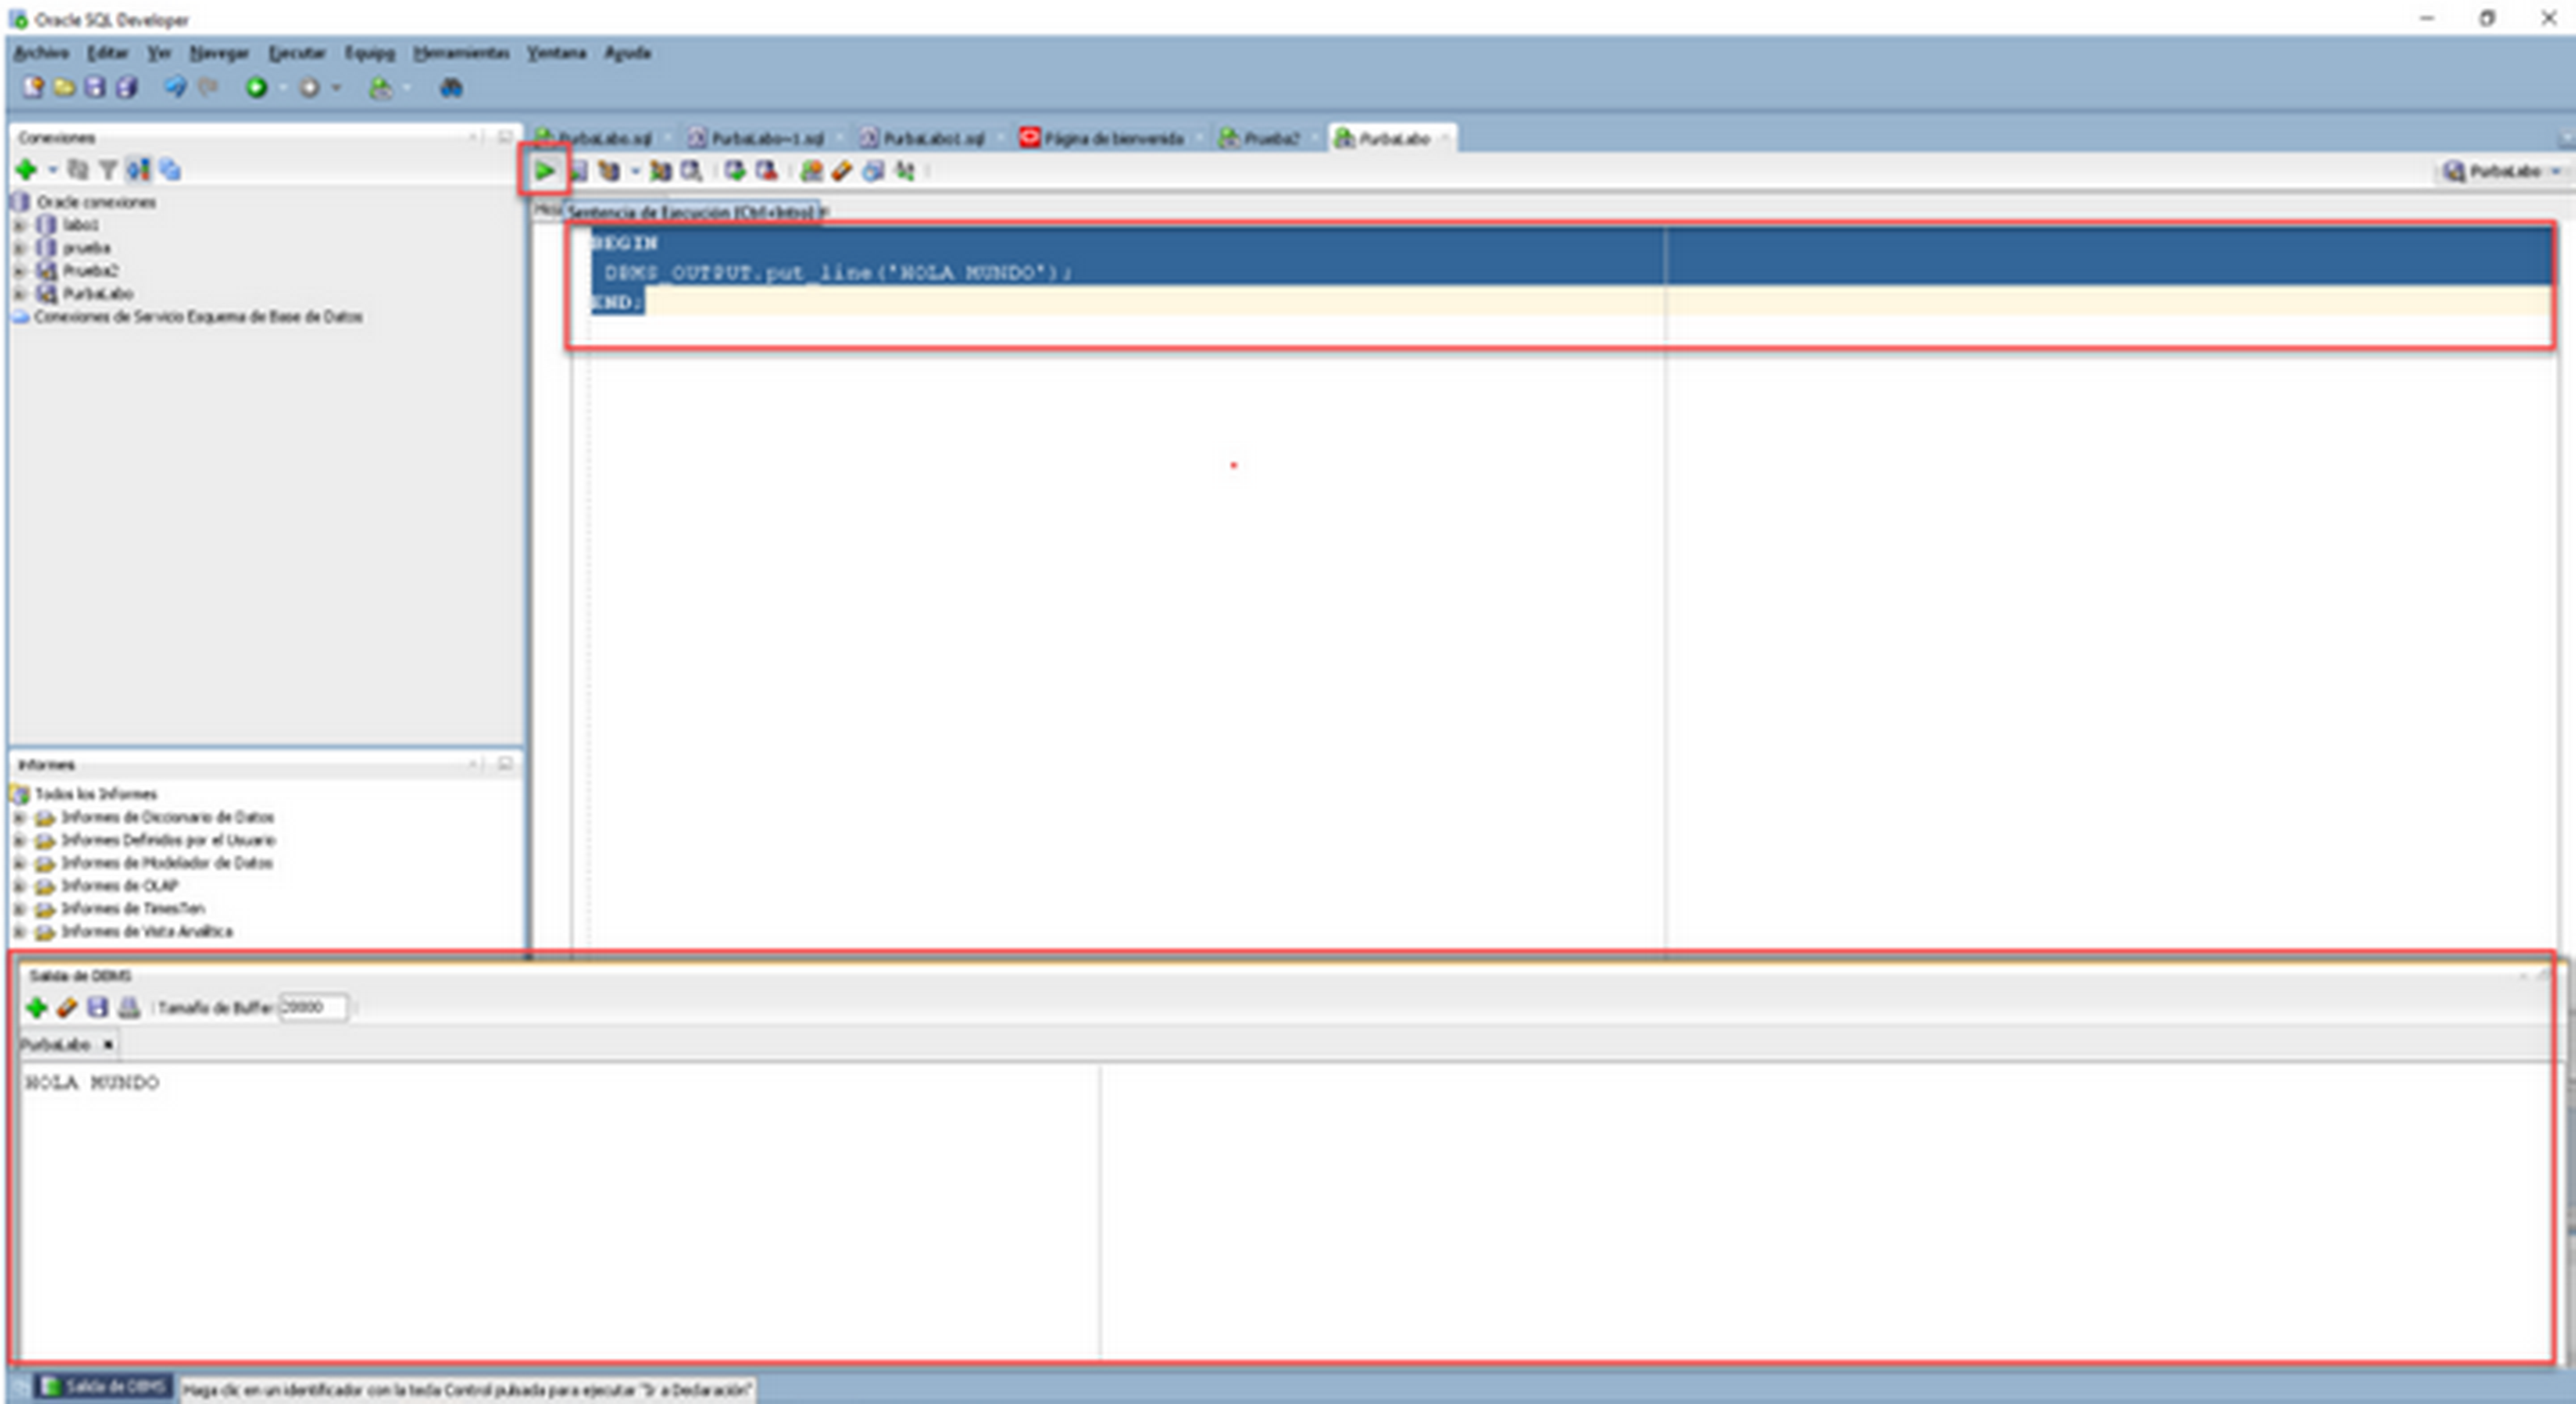 Oracle SQL Developer
Archivo Editar Ver Navegar Ejecutar Equipo Herramientas Ventana Ayuda
Conexiones
PurbaLabo.sql PurbaLabo~1.sql PurbaLabo1.sql Página de bienvenida Prueba2 PurbaLabo
PurbaLabo
Oracle conexiones
labo1
prueba
Prueba2
PurbaLabo
Conexiones de Servicio Esquema de Base de Datos
Sentencia de Ejecución (Ctrl+Intro)
BEGIN
DBMS_OUTPUT.put_line('HOLA MUNDO');
END;
Informes
Todos los Informes
Informes de Diccionario de Datos
Informes Definidos por el Usuario
Informes de Modelador de Datos
Informes de OLAP
Informes de TimesTen
Informes de Vista Analítica
Salida de DBMS
Tamaño de Buffer: 20000
PurbaLabo
HOLA MUNDO
Salida de DBMS
Haga clic en un identificador con la tecla Control pulsada para ejecutar "Ir a Declaración"